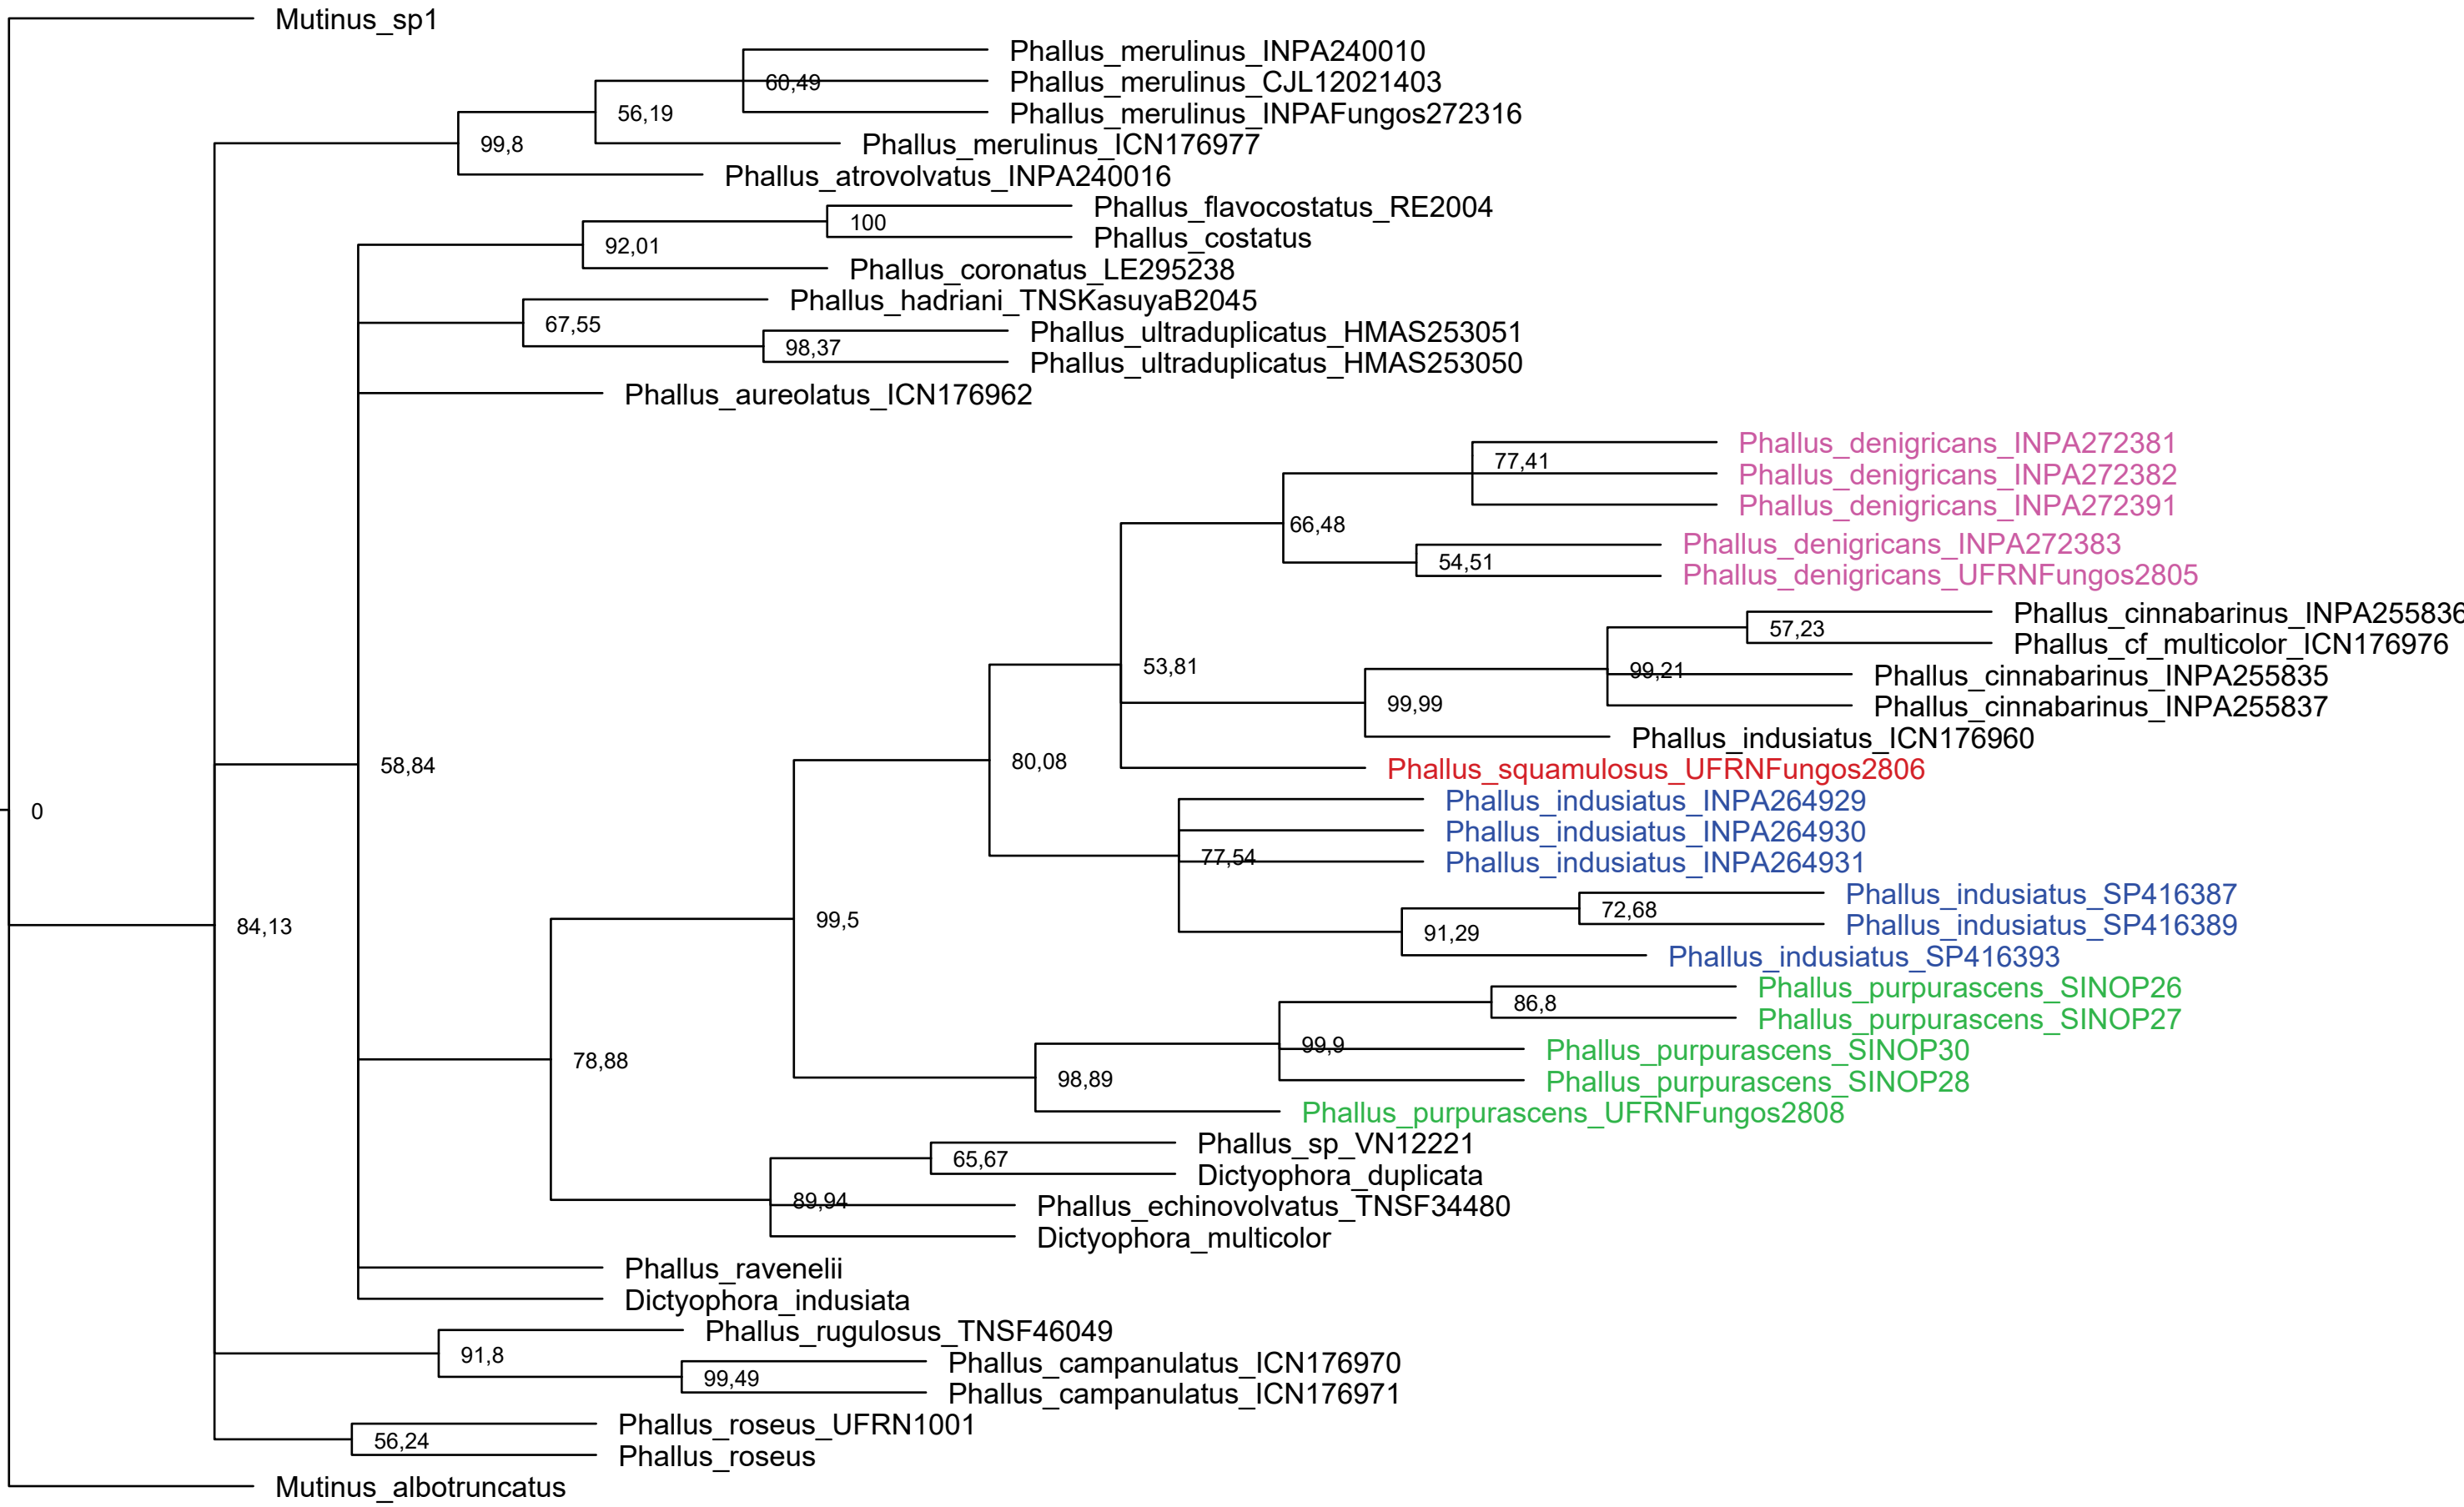 Mutinus_sp1
Phallus_merulinus_INPA240010
60,49
Phallus_merulinus_CJL12021403
56,19
Phallus_merulinus_INPAFungos272316
99,8
Phallus_merulinus_ICN176977
Phallus_atrovolvatus_INPA240016
Phallus_flavocostatus_RE2004
100
Phallus_costatus
92,01
Phallus_coronatus_LE295238
Phallus_hadriani_TNSKasuyaB2045
67,55
Phallus_ultraduplicatus_HMAS253051
98,37
Phallus_ultraduplicatus_HMAS253050
Phallus_aureolatus_ICN176962
Phallus_denigricans_INPA272381
77,41
Phallus_denigricans_INPA272382
Phallus_denigricans_INPA272391
66,48
Phallus_denigricans_INPA272383
54,51
Phallus_denigricans_UFRNFungos2805
Phallus_cinnabarinus_INPA255836
57,23
Phallus_cf_multicolor_ICN176976
53,81
99,21
Phallus_cinnabarinus_INPA255835
99,99
Phallus_cinnabarinus_INPA255837
Phallus_indusiatus_ICN176960
80,08
58,84
Phallus_squamulosus_UFRNFungos2806
Phallus_indusiatus_INPA264929
0
Phallus_indusiatus_INPA264930
77,54
Phallus_indusiatus_INPA264931
Phallus_indusiatus_SP416387
72,68
99,5
84,13
Phallus_indusiatus_SP416389
91,29
Phallus_indusiatus_SP416393
Phallus_purpurascens_SINOP26
86,8
Phallus_purpurascens_SINOP27
99,9
Phallus_purpurascens_SINOP30
78,88
98,89
Phallus_purpurascens_SINOP28
Phallus_purpurascens_UFRNFungos2808
Phallus_sp_VN12221
65,67
Dictyophora_duplicata
89,94
Phallus_echinovolvatus_TNSF34480
Dictyophora_multicolor
Phallus_ravenelii
Dictyophora_indusiata
Phallus_rugulosus_TNSF46049
91,8
Phallus_campanulatus_ICN176970
99,49
Phallus_campanulatus_ICN176971
Phallus_roseus_UFRN1001
56,24
Phallus_roseus
Mutinus_albotruncatus